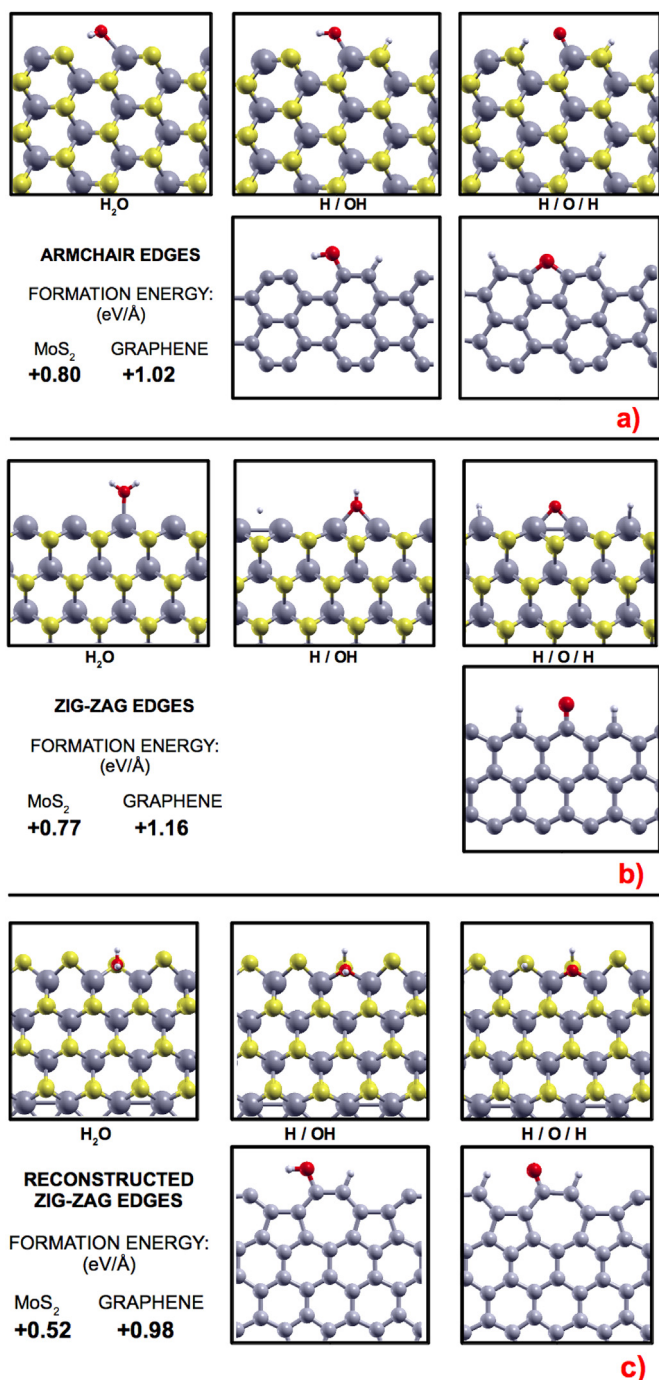 H₂O
H / OH
H / O / H
ARMCHAIR EDGES
FORMATION ENERGY:
(eV/Å)
MoS₂ GRAPHENE
+0.80 +1.02
a)
H₂O
H / OH
H / O / H
ZIG-ZAG EDGES
FORMATION ENERGY:
(eV/Å)
MoS₂ GRAPHENE
+0.77 +1.16
b)
H₂O
H / OH
H / O / H
RECONSTRUCTED
ZIG-ZAG EDGES
FORMATION ENERGY:
(eV/Å)
MoS₂ GRAPHENE
+0.52 +0.98
c)